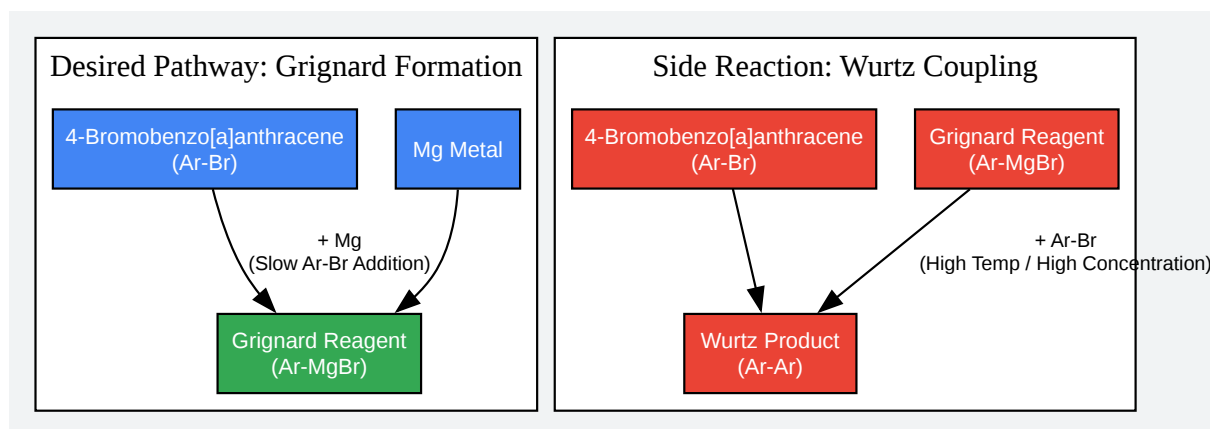 Desired Pathway: Grignard Formation
4-Bromobenzo[a]anthracene
(Ar-Br)
Mg Metal
+ Mg
(Slow Ar-Br Addition)
Grignard Reagent
(Ar-MgBr)
Side Reaction: Wurtz Coupling
4-Bromobenzo[a]anthracene
(Ar-Br)
Grignard Reagent
(Ar-MgBr)
+ Ar-Br
(High Temp / High Concentration)
Wurtz Product
(Ar-Ar)